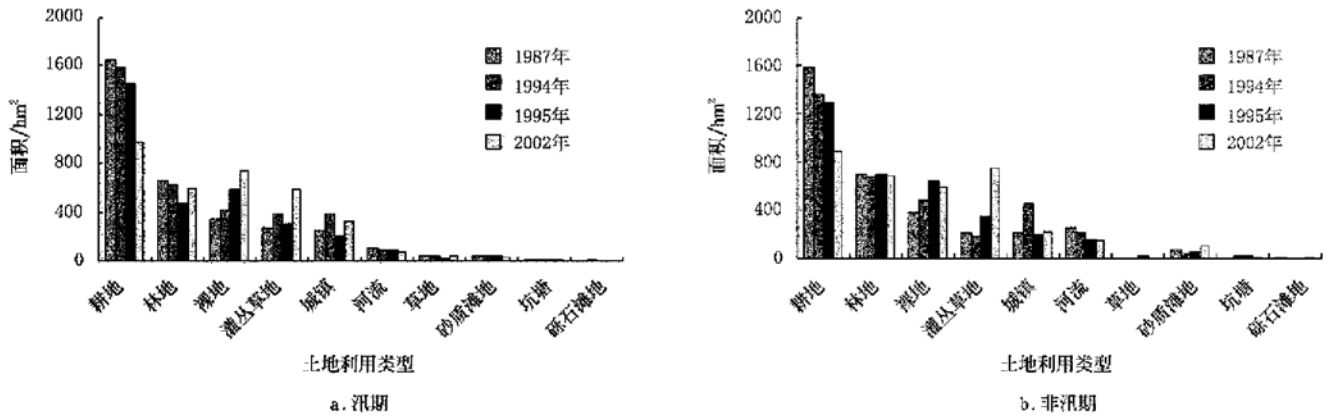 2000
1600
1200
800
400
0
面积/hm²
1987年
1994年
1995年
2002年
耕地
林地
裸地
灌丛草地
城镇
河流
草地
砂质滩地
坑塘
砾石滩地
土地利用类型
a.汛期
2000
1600
1200
800
400
0
面积/hm²
1987年
1994年
1995年
2002年
耕地
林地
裸地
灌丛草地
城镇
河流
草地
砂质滩地
坑塘
砾石滩地
土地利用类型
b.非汛期